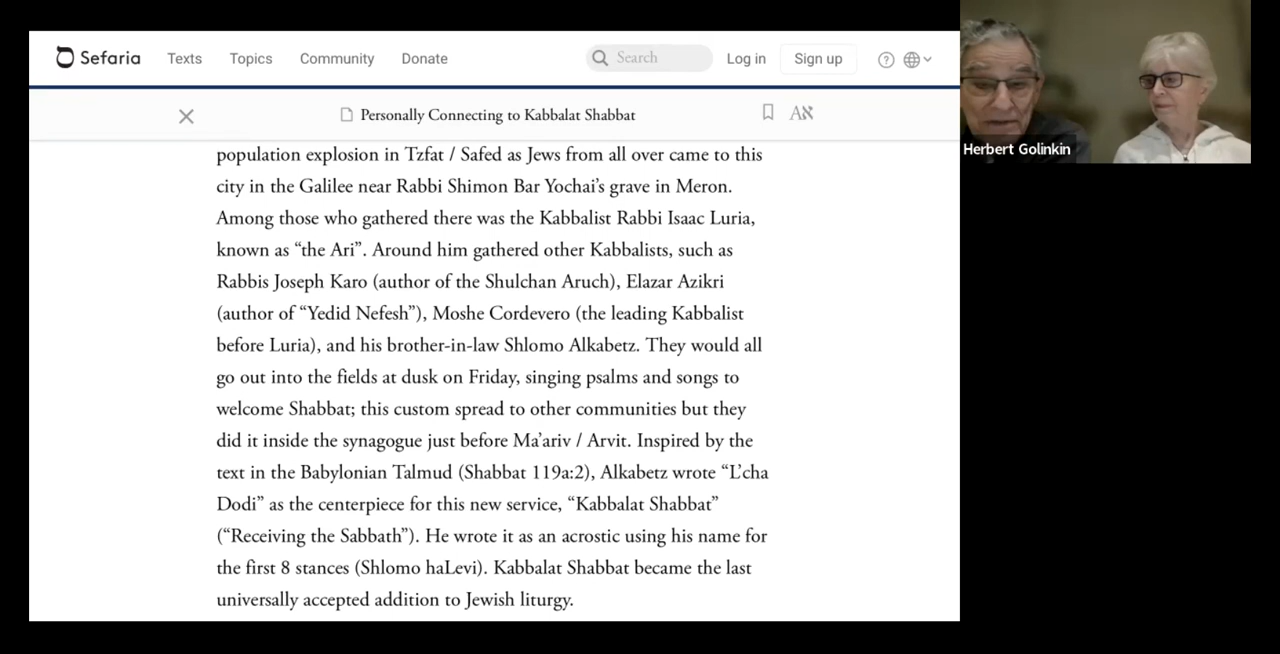 Sefaria Texts Topics Community Donate Search Log in Sign up
Personally Connecting to Kabbalat Shabbat Aא
population explosion in Tzfat / Safed as Jews from all over came to this
city in the Galilee near Rabbi Shimon Bar Yochai’s grave in Meron.
Among those who gathered there was the Kabbalist Rabbi Isaac Luria,
known as “the Ari”. Around him gathered other Kabbalists, such as
Rabbis Joseph Karo (author of the Shulchan Aruch), Elazar Azikri
(author of “Yedid Nefesh”), Moshe Cordevero (the leading Kabbalist
before Luria), and his brother-in-law Shlomo Alkabetz. They would all
go out into the fields at dusk on Friday, singing psalms and songs to
welcome Shabbat; this custom spread to other communities but they
did it inside the synagogue just before Ma’ariv / Arvit. Inspired by the
text in the Babylonian Talmud (Shabbat 119a:2), Alkabetz wrote “L’cha
Dodi” as the centerpiece for this new service, “Kabbalat Shabbat”
(“Receiving the Sabbath”). He wrote it as an acrostic using his name for
the first 8 stances (Shlomo haLevi). Kabbalat Shabbat became the last
universally accepted addition to Jewish liturgy.
Herbert Golinkin